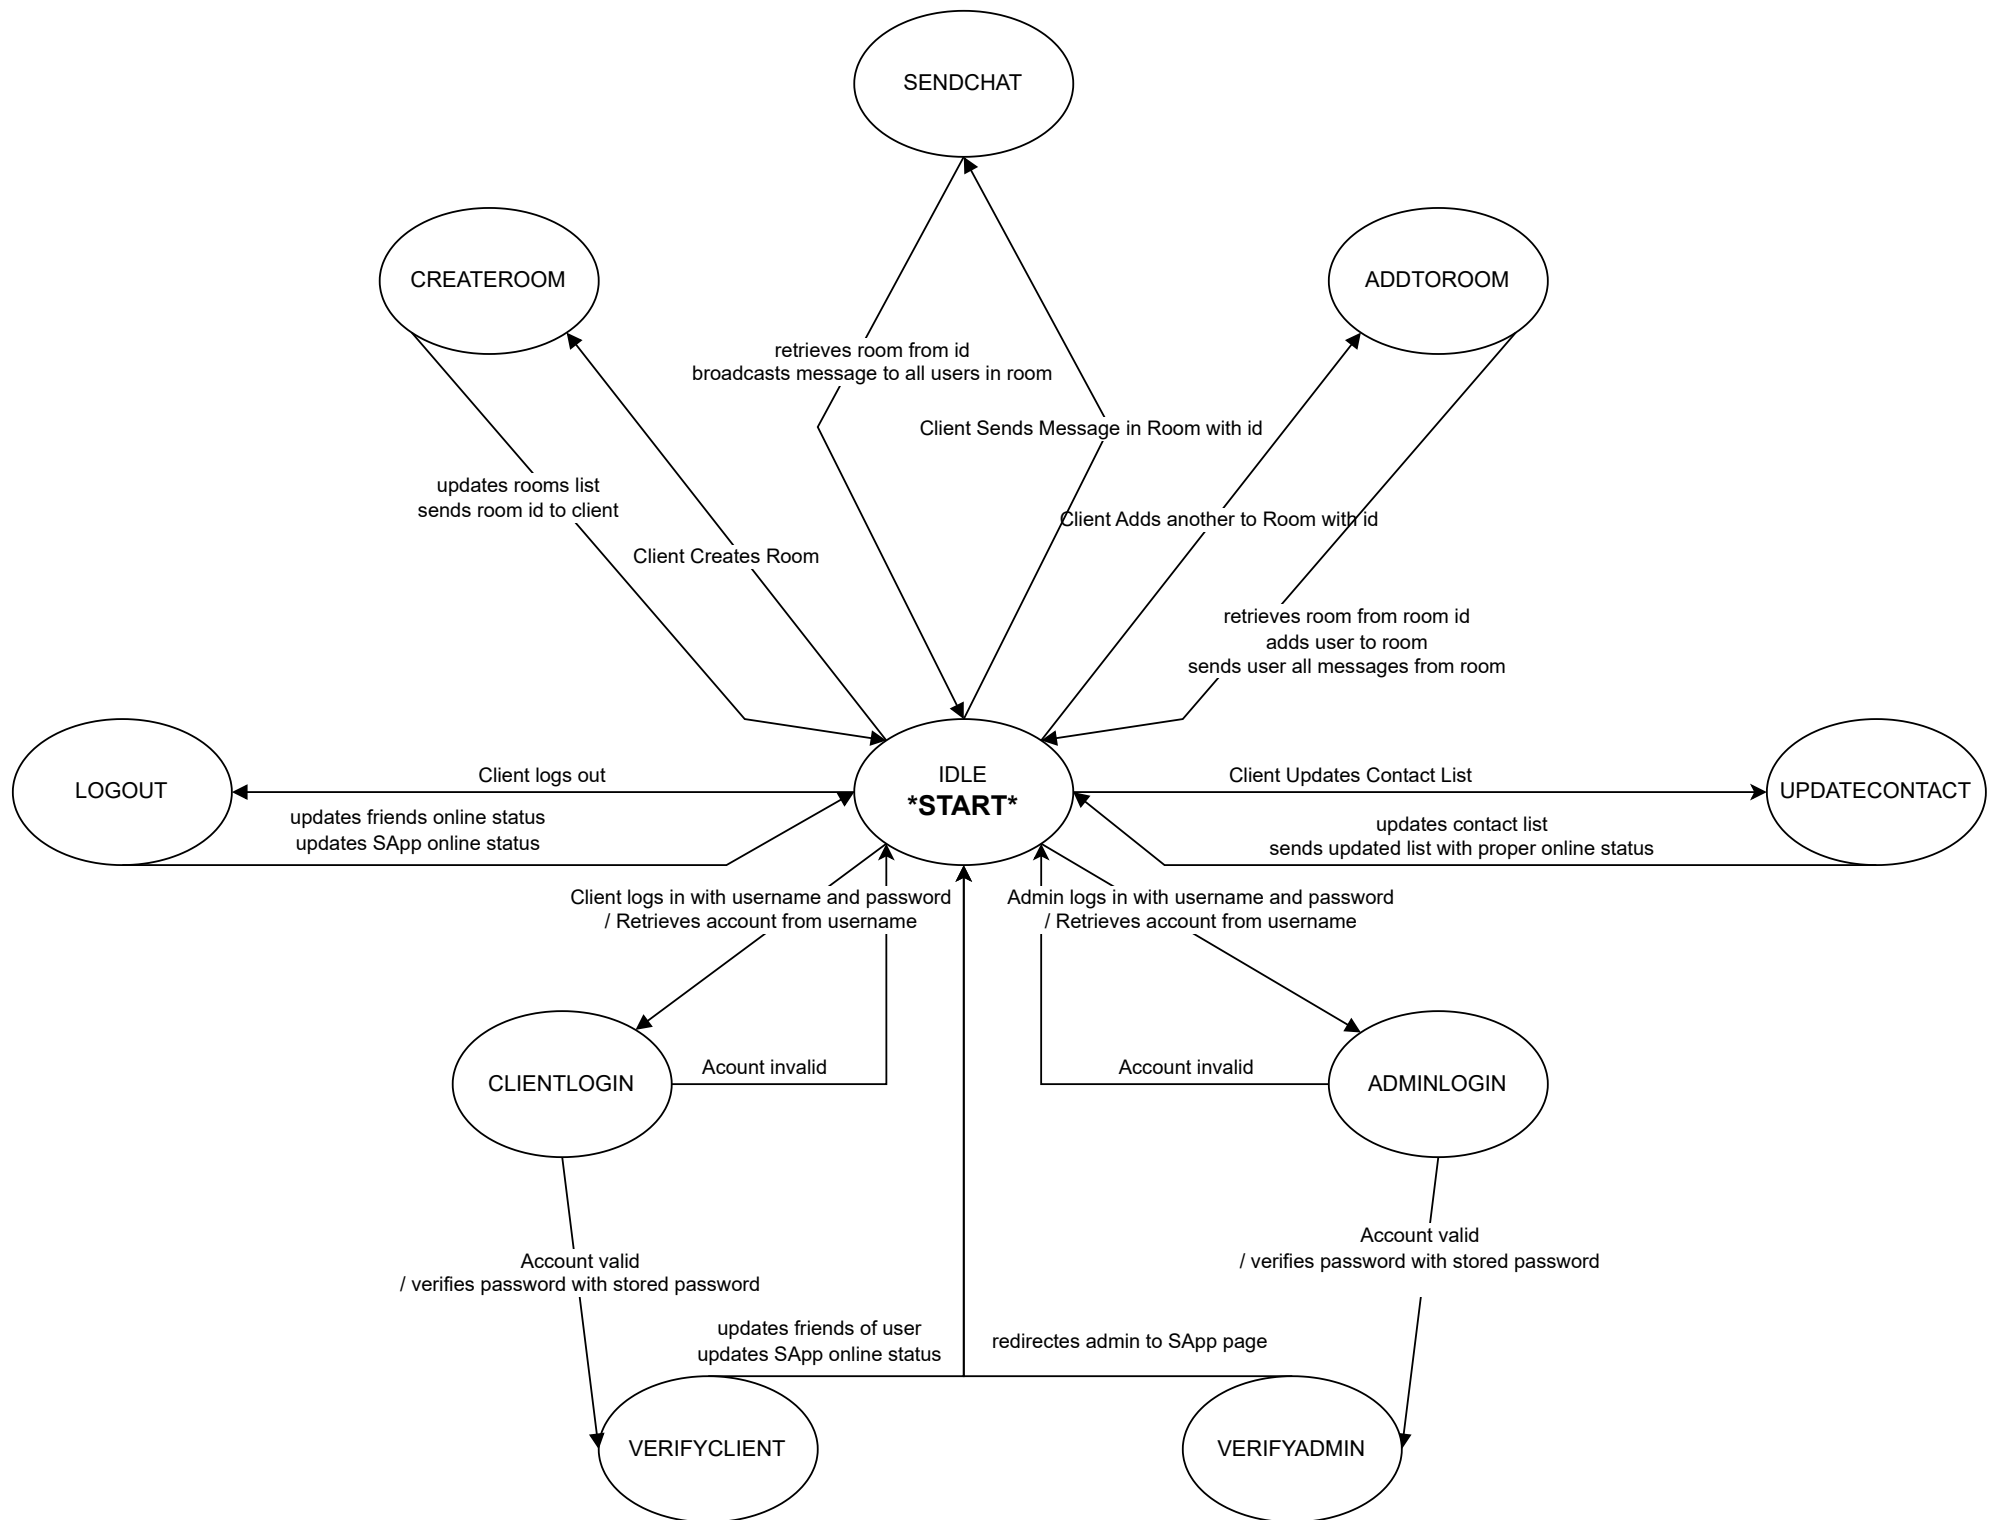 SENDCHAT
CREATEROOM
ADDTOROOM
retrieves room from id
broadcasts message to all users in room
Client Sends Message in Room with id
updates rooms list
sends room id to client
Client Adds another to Room with id
Client Creates Room
retrieves room from room id
adds user to room
sends user all messages from room
LOGOUT
Client logs out
IDLE
*START*
Client Updates Contact List
UPDATECONTACT
updates friends online status
updates SApp online status
updates contact list
sends updated list with proper online status
Client logs in with username and password
/ Retrieves account from username
Admin logs in with username and password
/ Retrieves account from username
CLIENTLOGIN
Acount invalid
Account invalid
ADMINLOGIN
Account valid
/ verifies password with stored password
Account valid
/ verifies password with stored password
updates friends of user
updates SApp online status
redirectes admin to SApp page
VERIFYCLIENT
VERIFYADMIN